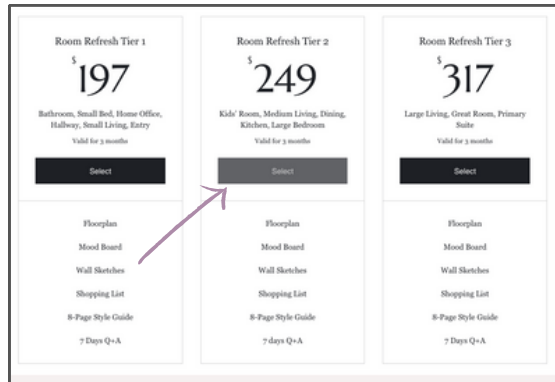 Room Refresh Tier 1
$197
Bathroom, Small Bed, Home Office,
Hallway, Small Living, Entry
Valid for 3 months
Select
Floorplan
Mood Board
Wall Sketches
Shopping List
8-Page Style Guide
7 Days Q+A
Room Refresh Tier 2
$249
Kids' Room, Medium Living, Dining,
Kitchen, Large Bedroom
Valid for 3 months
Select
Floorplan
Mood Board
Wall Sketches
Shopping List
8-Page Style Guide
7 days Q+A
Room Refresh Tier 3
$317
Large Living, Great Room, Primary
Suite
Valid for 3 months
Select
Floorplan
Mood Board
Wall Sketches
Shopping List
8-Page Style Guide
7 Days Q+A